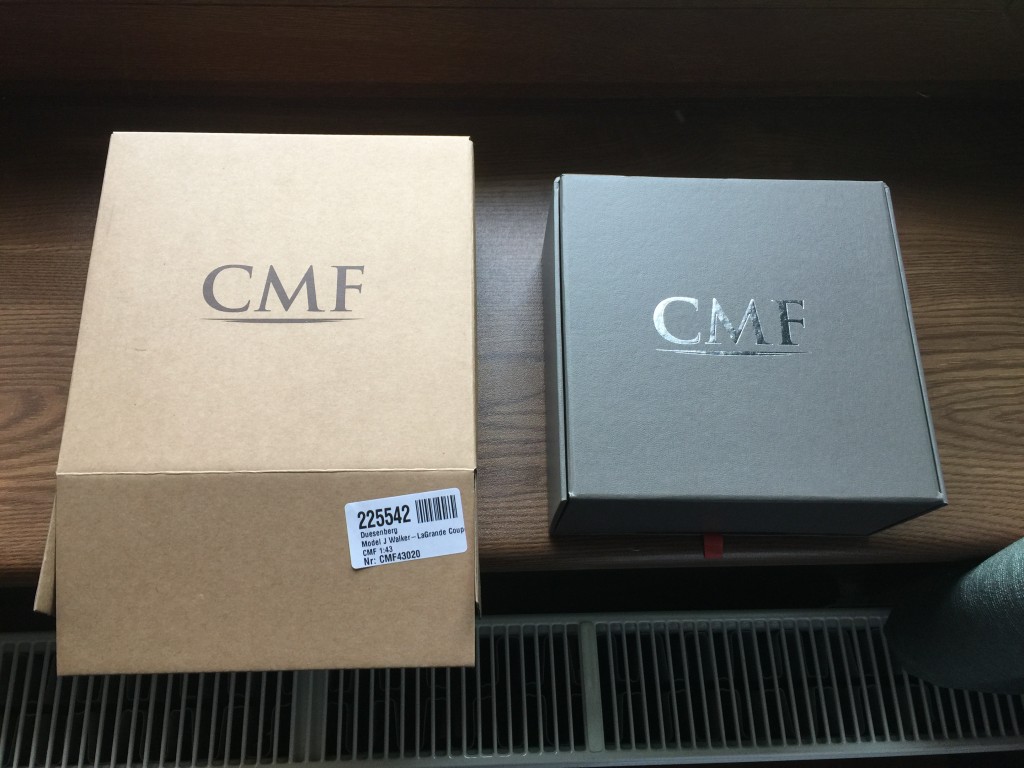 CMF
CMF
225542
Duesenberg
Model J Walker-LaGrande Coup
CMF 1:43
Nr: CMF43020